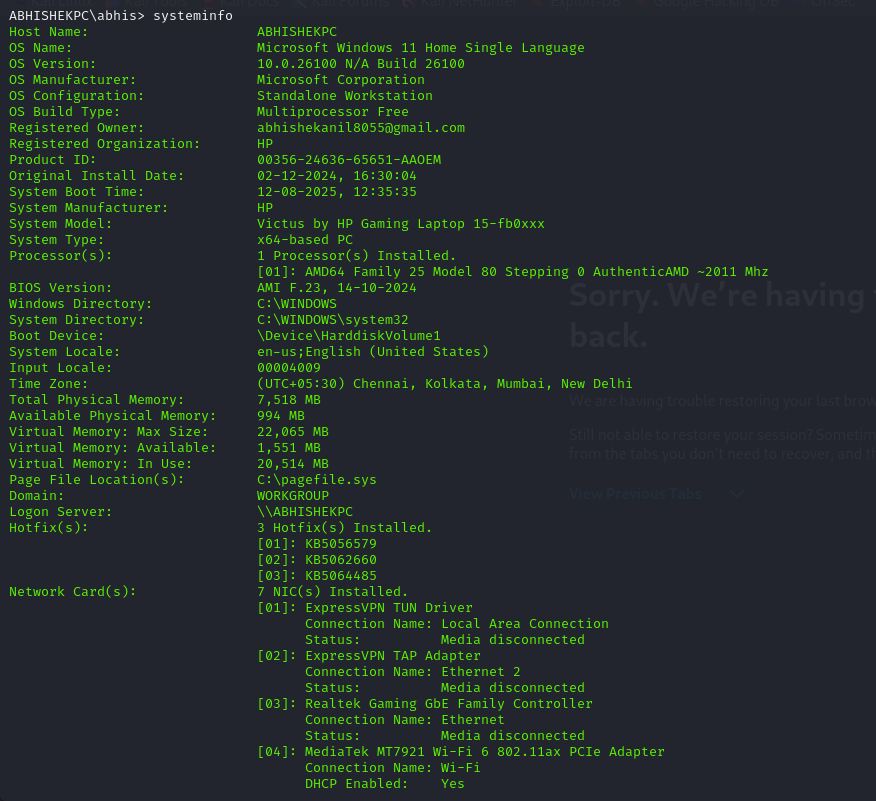 Kali Tools Kali Docs Kali Forums Kali NetHunter Exploit-DB Google Hacking DB OffSec
ABHISHEKPC\abhis> systeminfo
Host Name: ABHISHEKPC
OS Name: Microsoft Windows 11 Home Single Language
OS Version: 10.0.26100 N/A Build 26100
OS Manufacturer: Microsoft Corporation
OS Configuration: Standalone Workstation
OS Build Type: Multiprocessor Free
Registered Owner: abhishekanil8055@gmail.com
Registered Organization: HP
Product ID: 00356-24636-65651-AAOEM
Original Install Date: 02-12-2024, 16:30:04
System Boot Time: 12-08-2025, 12:35:35
System Manufacturer: HP
System Model: Victus by HP Gaming Laptop 15-fb0xxx
System Type: x64-based PC
Processor(s): 1 Processor(s) Installed.
[01]: AMD64 Family 25 Model 80 Stepping 0 AuthenticAMD ~2011 Mhz
BIOS Version: AMI F.23, 14-10-2024
Windows Directory: C:\WINDOWS
System Directory: C:\WINDOWS\system32
Boot Device: \Device\HarddiskVolume1
System Locale: en-us;English (United States)
Input Locale: 00004009
Time Zone: (UTC+05:30) Chennai, Kolkata, Mumbai, New Delhi
Total Physical Memory: 7,518 MB
Available Physical Memory: 994 MB
Virtual Memory: Max Size: 22,065 MB
Virtual Memory: Available: 1,551 MB
Virtual Memory: In Use: 20,514 MB
Page File Location(s): C:\pagefile.sys
Domain: WORKGROUP
Logon Server: \\ABHISHEKPC
Hotfix(s): 3 Hotfix(s) Installed.
[01]: KB5056579
[02]: KB5062660
[03]: KB5064485
Network Card(s): 7 NIC(s) Installed.
[01]: ExpressVPN TUN Driver
Connection Name: Local Area Connection
Status: Media disconnected
[02]: ExpressVPN TAP Adapter
Connection Name: Ethernet 2
Status: Media disconnected
[03]: Realtek Gaming GbE Family Controller
Connection Name: Ethernet
Status: Media disconnected
[04]: MediaTek MT7921 Wi-Fi 6 802.11ax PCIe Adapter
Connection Name: Wi-Fi
DHCP Enabled: Yes
Sorry. We're having
back.
We are having trouble restoring your last
Still not able to restore your session?
from the tabs you don't need to recover, and
View Previous Tabs